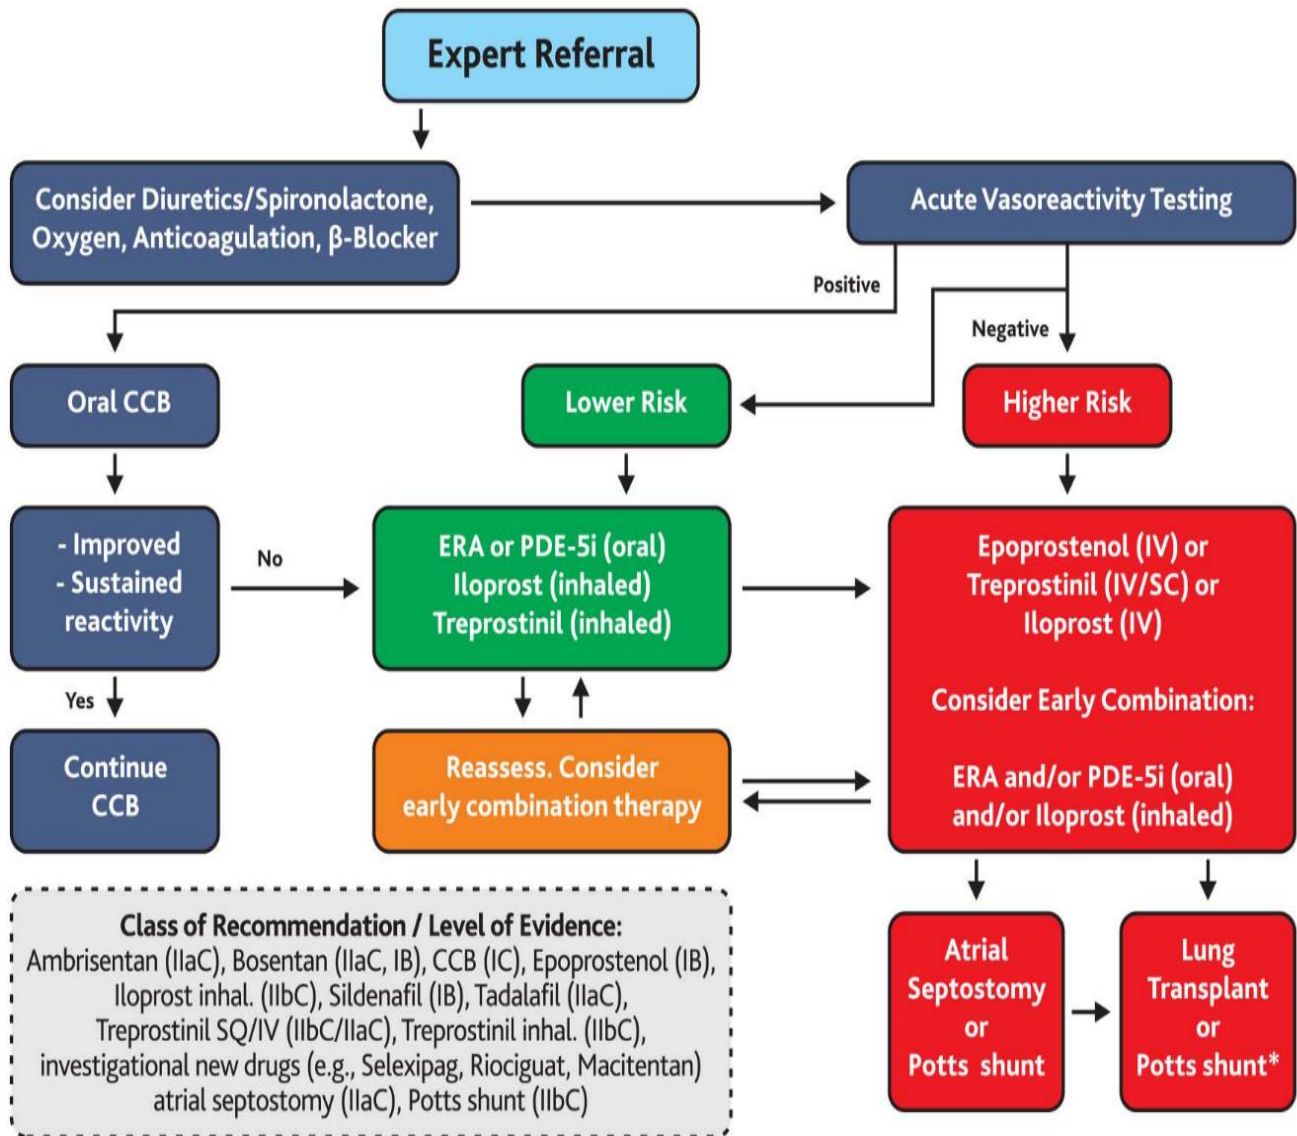 Expert Referral
Consider Diuretics/Spironolactone,
Oxygen, Anticoagulation, β-Blocker
Acute Vasoreactivity Testing
Positive
Negative
Oral CCB
Lower Risk
Higher Risk
- Improved
- Sustained
reactivity
No
ERA or PDE-5i (oral)
Iloprost (inhaled)
Treprostinil (inhaled)
Epoprostenol (IV) or
Treprostinil (IV/SC) or
Iloprost (IV)
Consider Early Combination:
ERA and/or PDE-5i (oral)
and/or Iloprost (inhaled)
Yes
Continue
CCB
Reassess. Consider
early combination therapy
Class of Recommendation / Level of Evidence:
Ambrisentan (IIaC), Bosentan (IIaC, IB), CCB (IC), Epoprostenol (IB),
Iloprost inhal. (IIbC), Sildenafil (IB), Tadalafil (IIaC),
Treprostinil SQ/IV (IIbC/IIaC), Treprostinil inhal. (IIbC),
investigational new drugs (e.g., Selexipag, Riociguat, Macitentan)
atrial septostomy (IIaC), Potts shunt (IIbC)
Atrial
Septostomy
or
Potts shunt
Lung
Transplant
or
Potts shunt*